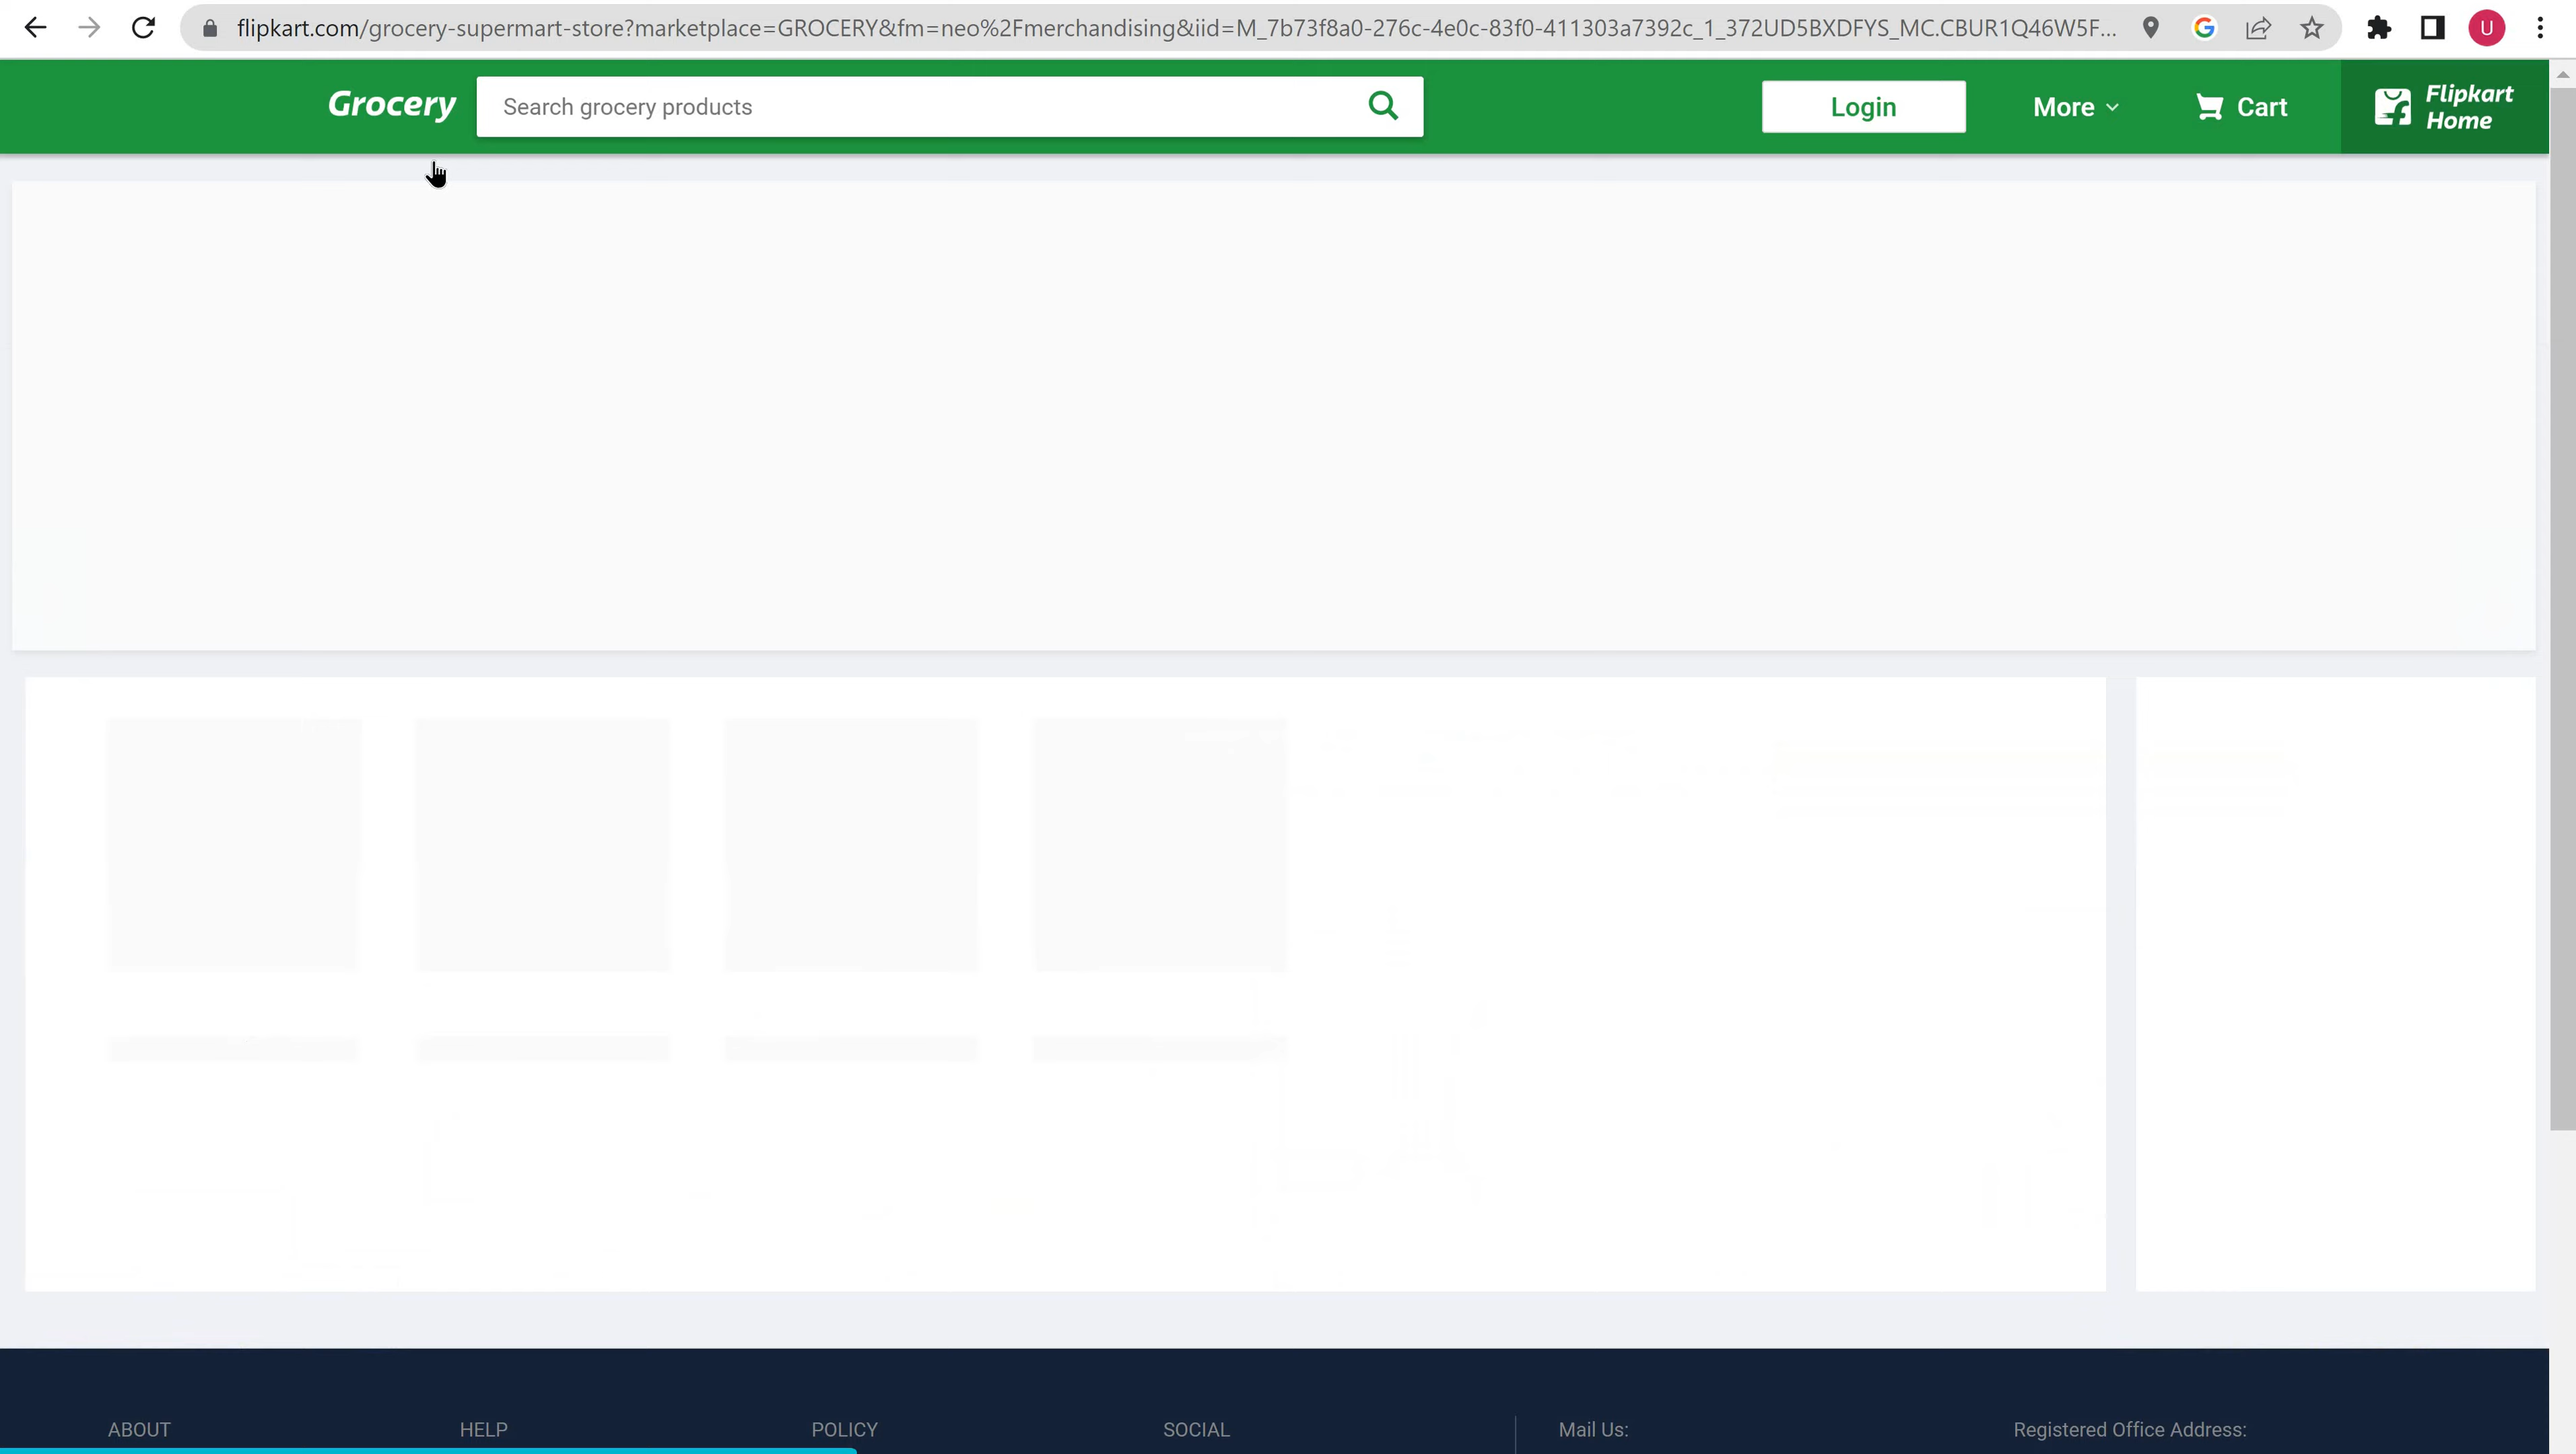 flipkart.com/grocery-supermart-store?marketplace=GROCERY&fm=neo%2Fmerchandising&iid=M_7b73f8a0-276c-4e0c-83f0-411303a7392c_1_372UD5BXDFYS_MC.CBUR1Q46W5F...
U
Grocery
Search grocery products
Login
More
Cart
Flipkart
Home
ABOUT
HELP
POLICY
SOCIAL
Mail Us:
Registered Office Address: